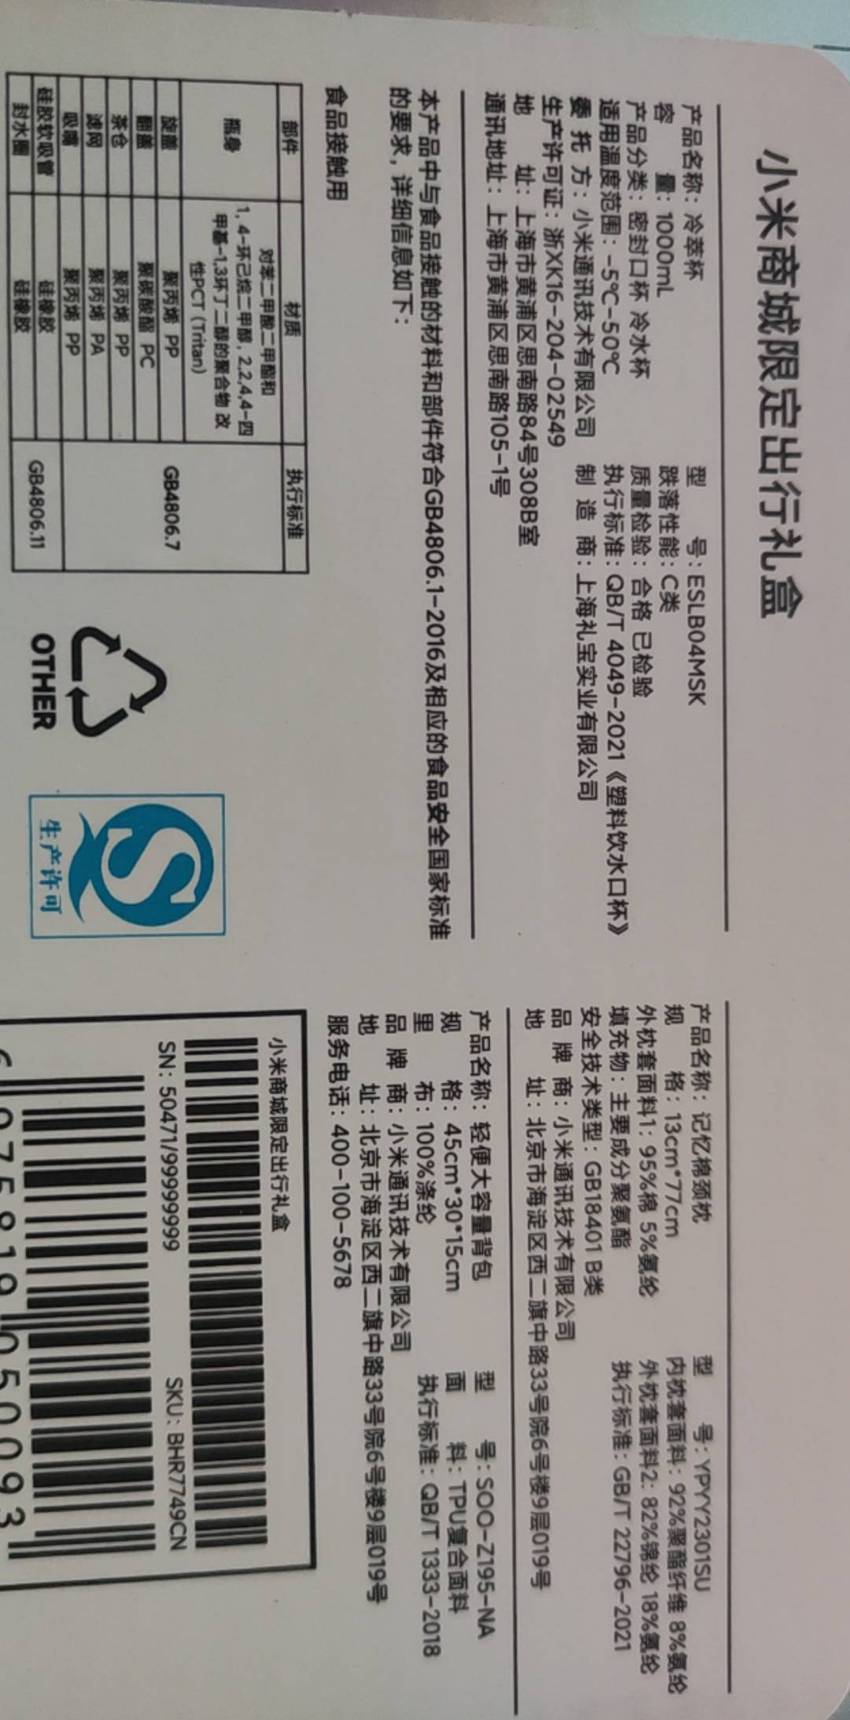 小米商城限定出行礼盒
产品名称：冷萃杯 型 号：ESLB04MSK
容 量：1000mL 跌落性能：C类
产品分类：密封口杯 冷水杯 质量检验：合格 已检验
适用温度范围：-5℃-50℃ 执行标准：QB/T 4049-2021《塑料饮水口杯》
委 托 方：小米通讯技术有限公司 制 造 商：上海礼宝实业有限公司
生产许可证：浙XK16-204-02549
地 址：上海市黄浦区思南路84号308B室
通讯地址：上海市黄浦区思南路105-1号
本产品中与食品接触的材料和部件符合GB4806.1-2016及相应的食品安全国家标准
的要求，详细信息如下：
食品接触用
部件 材质 执行标准
瓶身 对苯二甲酸二甲酯和
1, 4-环己烷二甲醇, 2,2,4,4-四
甲基-1,3环丁二醇的聚合物 改
性PCT（Tritan）
旋盖 聚丙烯 PP GB4806.7
翻盖 聚碳酸酯 PC
茶仓 聚丙烯 PP
滤网 聚丙烯 PA
吸嘴 聚丙烯 PP
硅胶软吸管 硅橡胶 GB4806.11
封水圈 硅橡胶
OTHER
生产许可
产品名称：记忆棉颈枕 型 号：YPYY2301SU
规 格：13cm*77cm 内枕套面料：92%聚酯纤维 8%氨纶
外枕套面料1：95%棉 5%氨纶 外枕套面料2：82%锦纶 18%氨纶
填充物：主要成分聚氨酯 执行标准：GB/T 22796-2021
安全技术类型：GB18401 B类
品 牌 商：小米通讯技术有限公司
地 址：北京市海淀区西二旗中路33号院6号楼9层019号
产品名称：轻便大容量背包 型 号：SOO-Z195-NA
规 格：45cm*30*15cm 面 料：TPU复合面料
里 布：100%涤纶 执行标准：QB/T 1333-2018
品 牌 商：小米通讯技术有限公司
地 址：北京市海淀区西二旗中路33号院6号楼9层019号
服务电话：400-100-5678
小米商城限定出行礼盒
SN: 50471/99999999 SKU: BHR7749CN
6 975819 050093